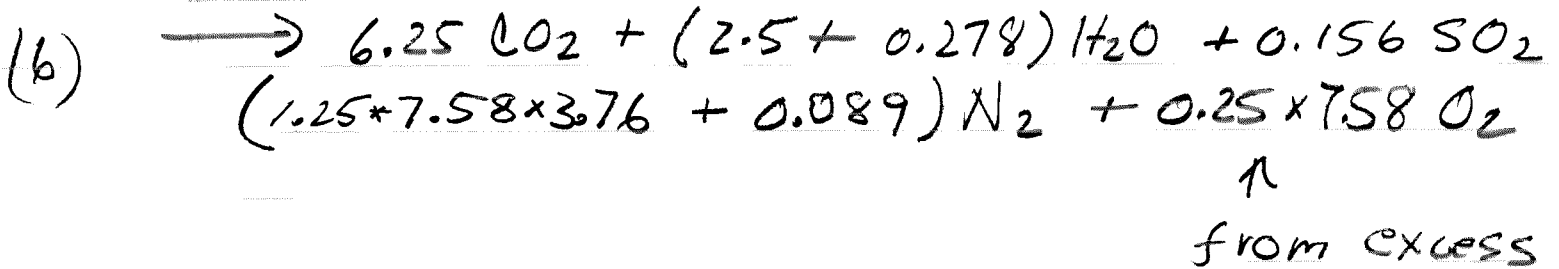 (b) → 6.25 CO₂ + (2.5 + 0.278) H₂O + 0.156 SO₂
(1.25*7.58×3.76 + 0.089) N₂ + 0.25 × 7.58 O₂
↑
from excess